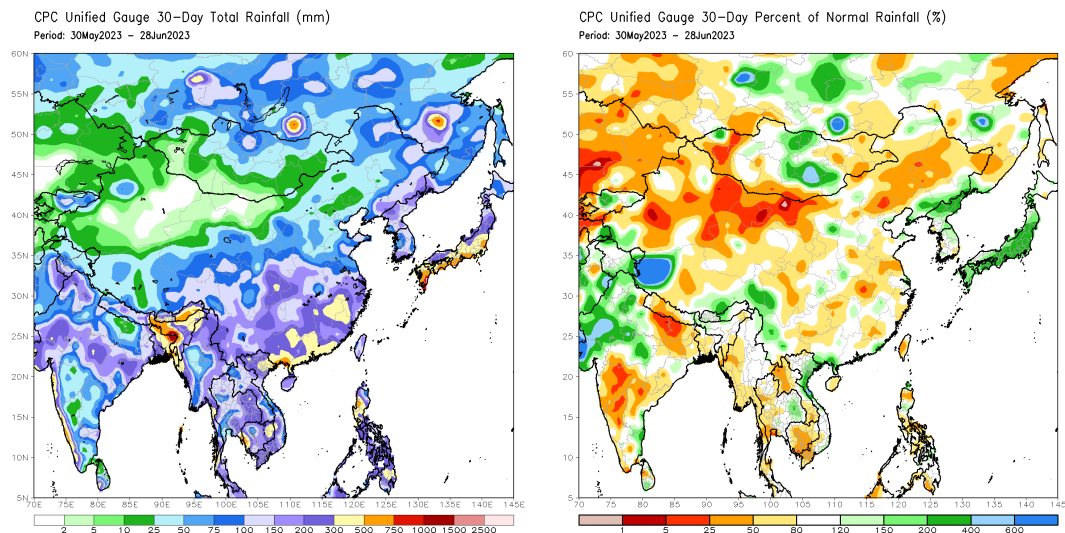 CPC Unified Gauge 30-Day Total Rainfall (mm)
Period: 30May2023 - 28Jun2023
60N
55N
50N
45N
40N
35N
30N
25N
20N
15N
10N
5N
70E 75E 80E 85E 90E 95E 100E 105E 110E 115E 120E 125E 130E 135E 140E 145E
2 5 10 25 50 75 100 150 200 300 500 750 1000 1500 2500
CPC Unified Gauge 30-Day Percent of Normal Rainfall (%)
Period: 30May2023 - 28Jun2023
60
55
50
45
40
35
30
25
20
15
10
5
70 75 80 85 90 95 100 105 110 115 120 125 130 135 140 145
1 5 25 50 80 120 150 200 400 600